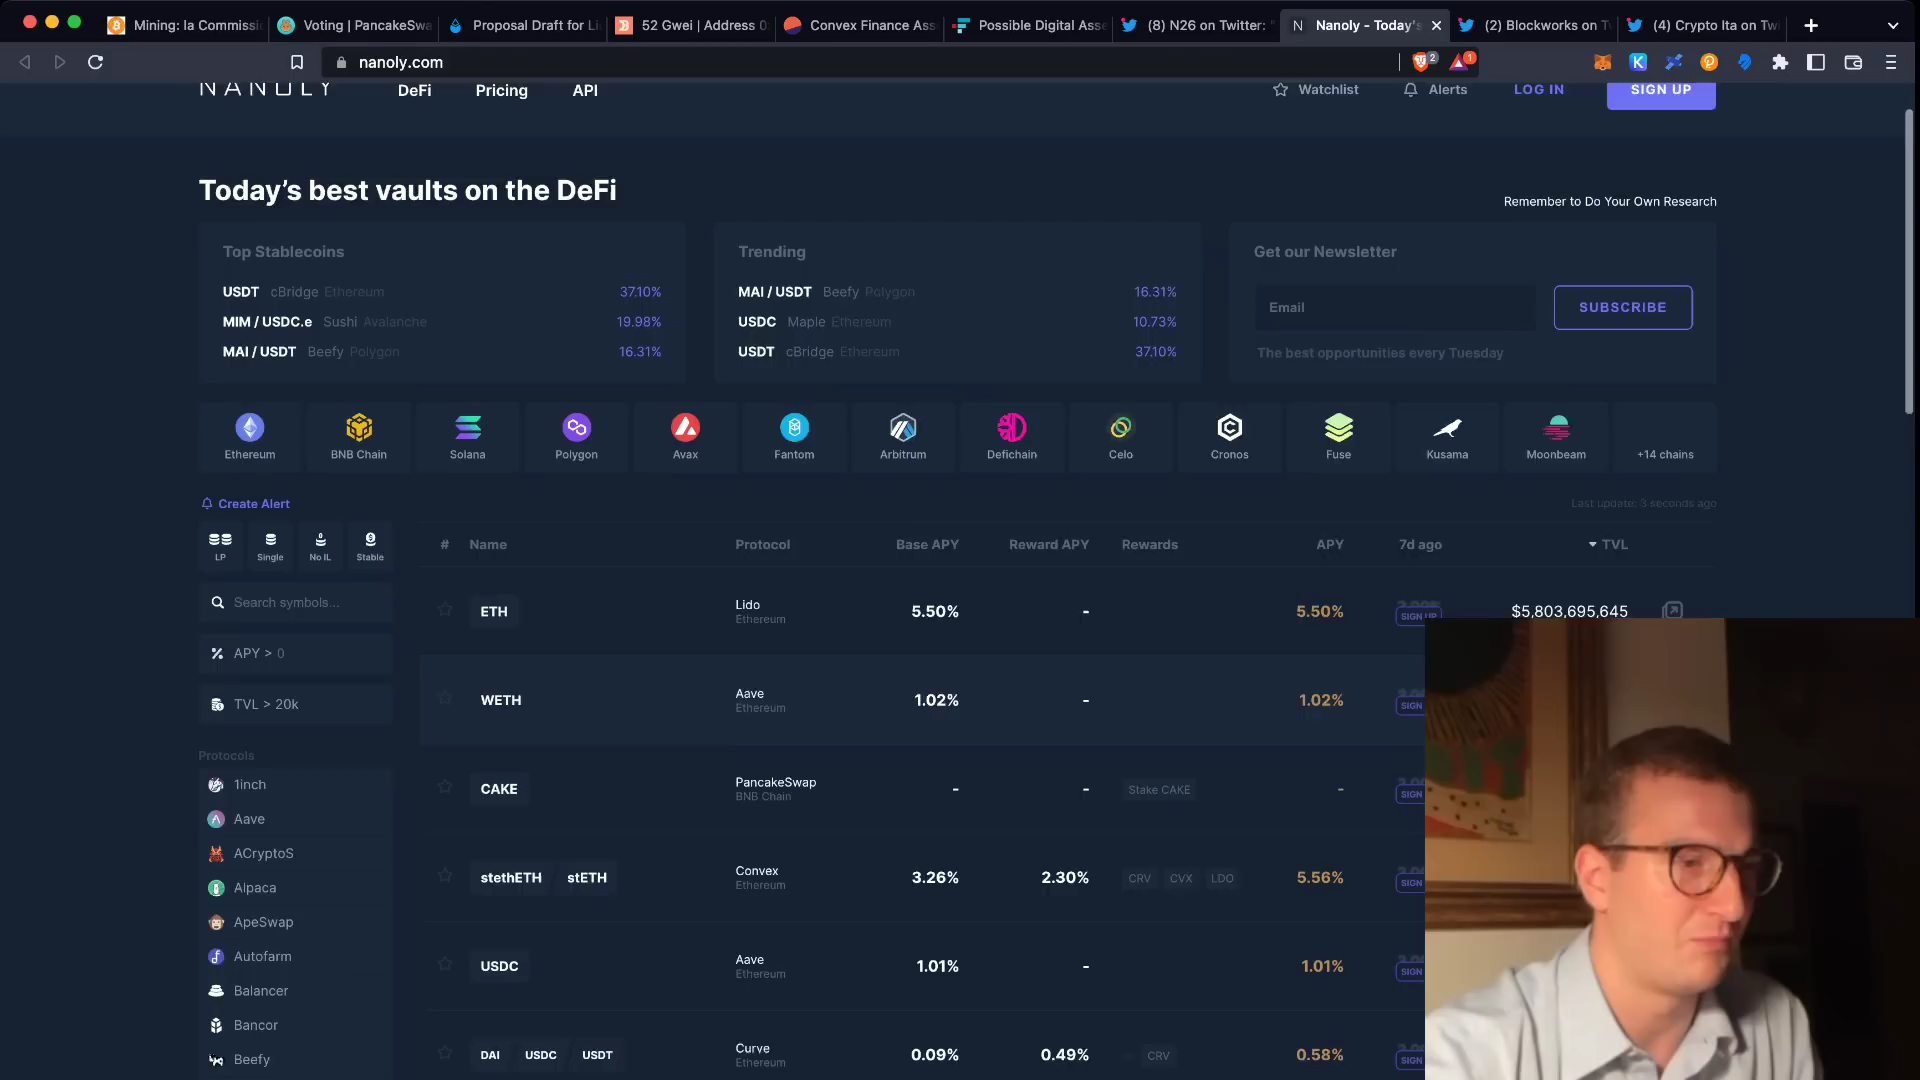 Mining: la Commissi
Voting | PancakeSwa
Proposal Draft for Li
52 Gwei | Address 0
Convex Finance Ass
Possible Digital Asse
(8) N26 on Twitter: "
Nanoly - Today's
(2) Blockworks on T
(4) Crypto Ita on Twi
nanoly.com
2
1
NANOLY
DeFi
Pricing
API
Watchlist
Alerts
LOG IN
SIGN UP
Today's best vaults on the DeFi
Remember to Do Your Own Research
Top Stablecoins
USDT cBridge Ethereum 37.10%
MIM / USDC.e Sushi Avalanche 19.98%
MAI / USDT Beefy Polygon 16.31%
Trending
MAI / USDT Beefy Polygon 16.31%
USDC Maple Ethereum 10.73%
USDT cBridge Ethereum 37.10%
Get our Newsletter
Email
SUBSCRIBE
The best opportunities every Tuesday
Ethereum
BNB Chain
Solana
Polygon
Avax
Fantom
Arbitrum
Defichain
Celo
Cronos
Fuse
Kusama
Moonbeam
+14 chains
Create Alert
Last update: 3 seconds ago
LP
Single
No IL
Stable
Search symbols...
APY > 0
TVL > 20k
Protocols
1inch
Aave
ACryptoS
Alpaca
ApeSwap
Autofarm
Balancer
Bancor
Beefy
# Name Protocol Base APY Reward APY Rewards APY 7d ago TVL
ETH Lido 5.50% - 5.50% SIGN UP $5,803,695,645
Ethereum
WETH Aave 1.02% - 1.02% SIGN
Ethereum
CAKE PancakeSwap - - Stake CAKE - SIGN
BNB Chain
stethETH stETH Convex 3.26% 2.30% CRV CVX LDO 5.56% SIGN
Ethereum
USDC Aave 1.01% - 1.01% SIGN
Ethereum
DAI USDC USDT Curve 0.09% 0.49% CRV 0.58% SIGN
Ethereum